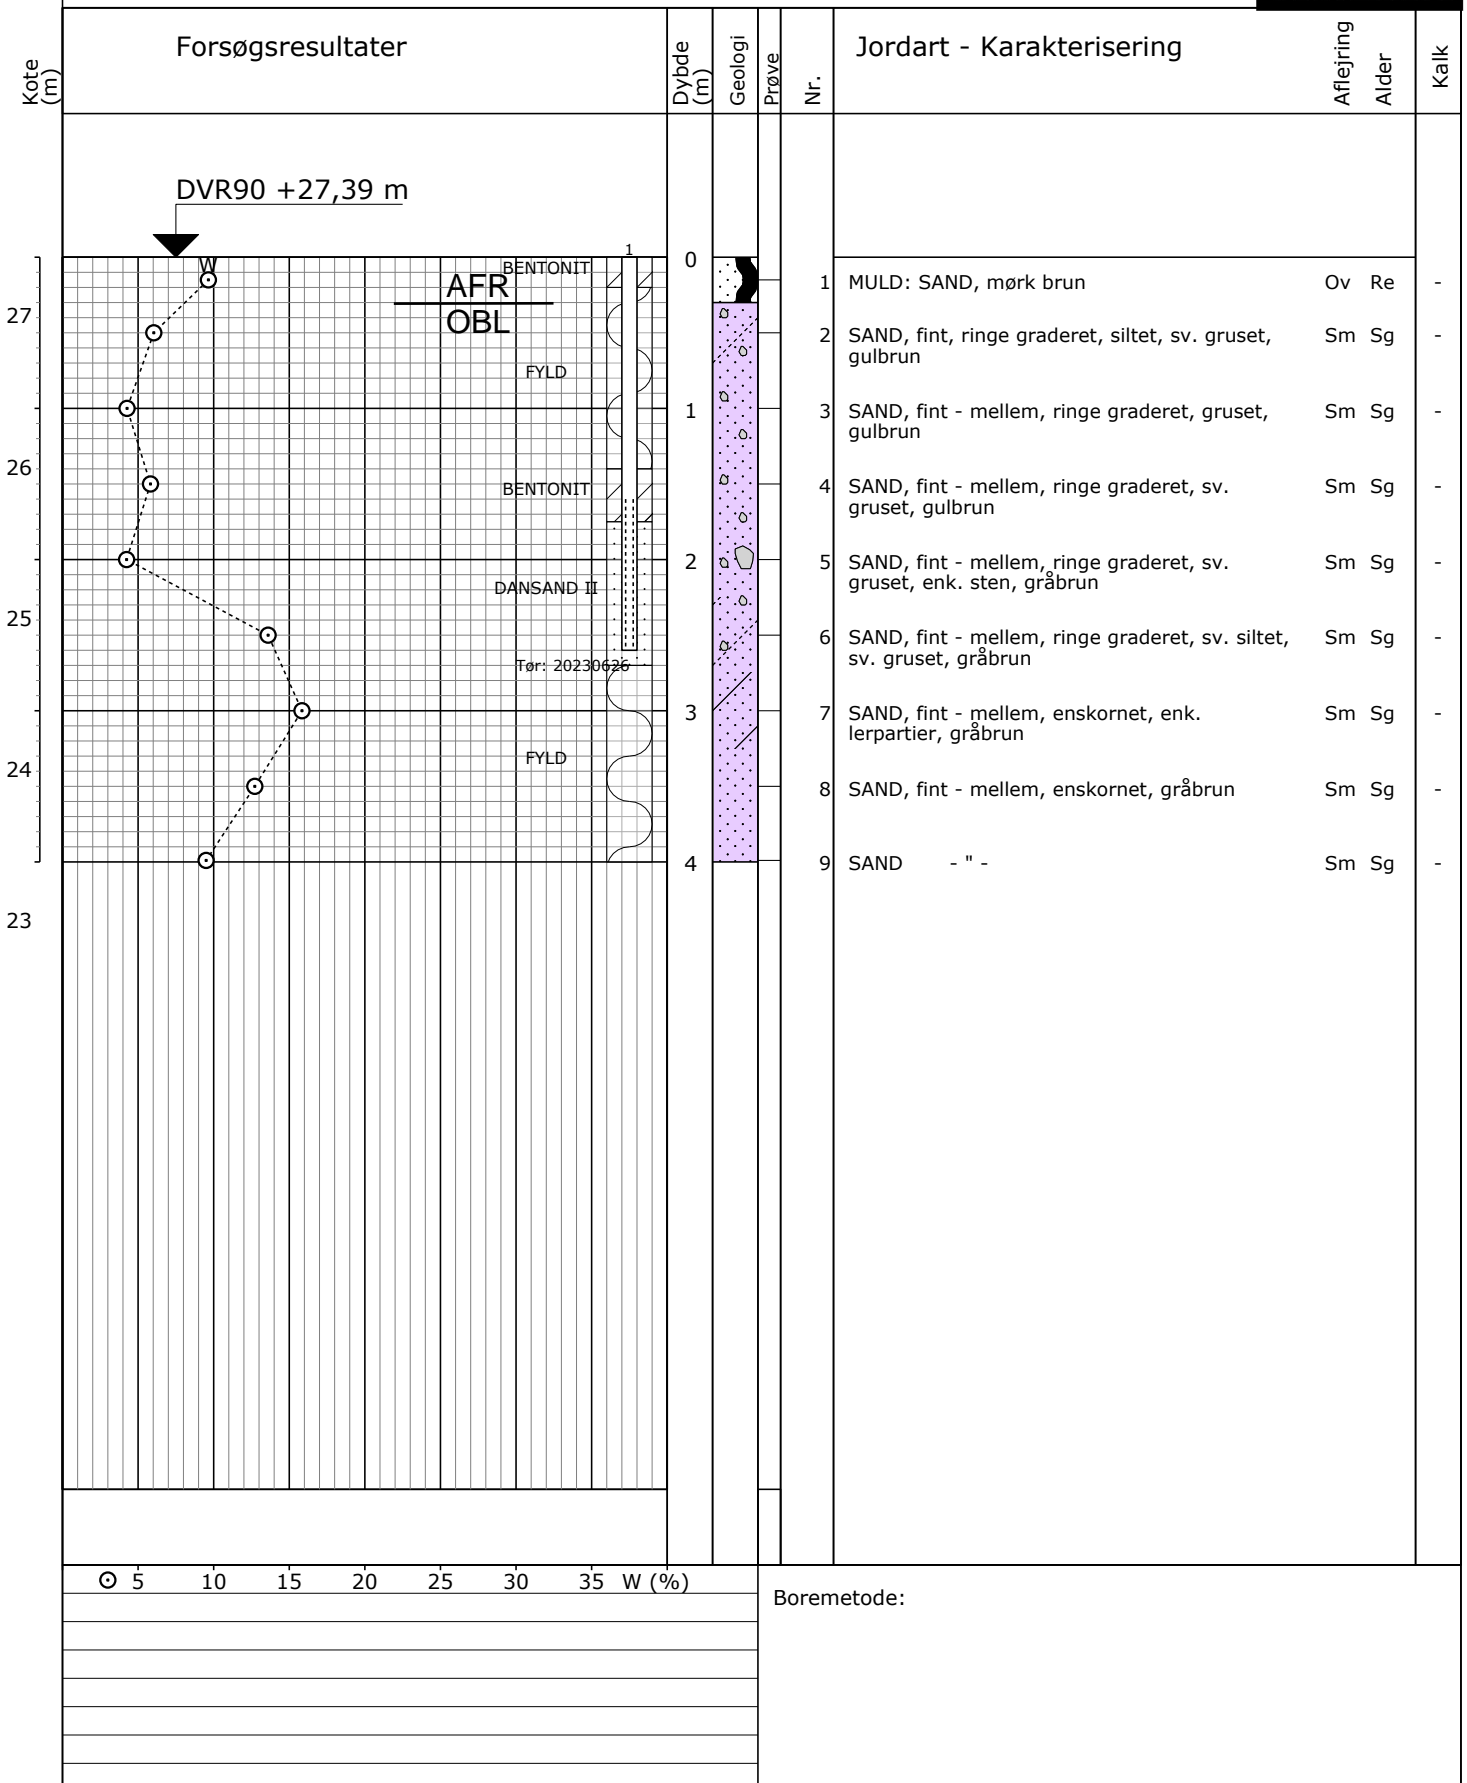 Kote
(m)
Forsøgsresultater
Dybde
(m)
Geologi
Prøve
Nr.
Jordart - Karakterisering
Aflejring
Alder
Kalk
DVR90 +27,39 m
W
AFR
OBL
1
BENTONIT
FYLD
BENTONIT
DANSAND II
Tør: 20230626
FYLD
27
26
25
24
23
0
1
2
3
4
1 MULD: SAND, mørk brun Ov Re -
2 SAND, fint, ringe graderet, siltet, sv. gruset, Sm Sg -
gulbrun
3 SAND, fint - mellem, ringe graderet, gruset, Sm Sg -
gulbrun
4 SAND, fint - mellem, ringe graderet, sv. Sm Sg -
gruset, gulbrun
5 SAND, fint - mellem, ringe graderet, sv. Sm Sg -
gruset, enk. sten, gråbrun
6 SAND, fint - mellem, ringe graderet, sv. siltet, Sm Sg -
sv. gruset, gråbrun
7 SAND, fint - mellem, enskornet, enk. Sm Sg -
lerpartier, gråbrun
8 SAND, fint - mellem, enskornet, gråbrun Sm Sg -
9 SAND - " - Sm Sg -
5 10 15 20 25 30 35 W (%)
Boremetode: